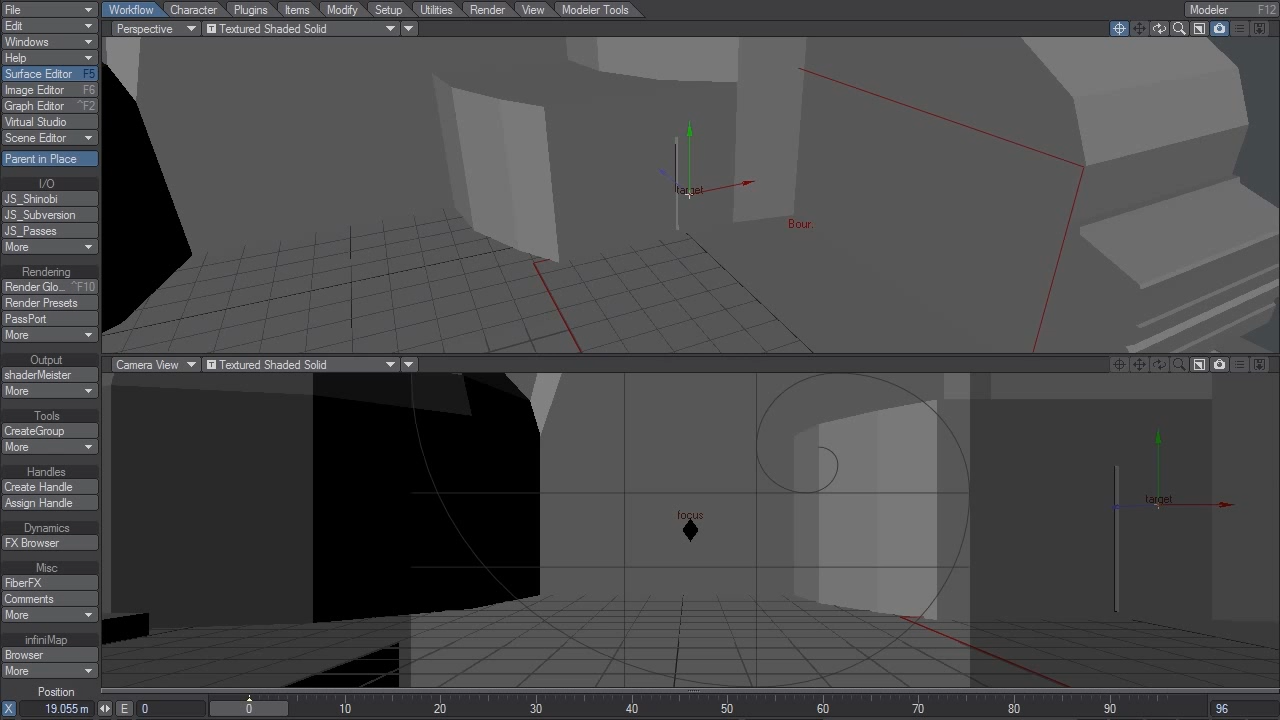 File Workflow Character Plugins Items Modify Setup Utilities Render View Modeler Tools Modeler F12
Edit
Perspective Textured Shaded Solid
Windows
Help
Surface Editor F5
Image Editor F6
Graph Editor ^F2
Virtual Studio
Scene Editor
Parent in Place
I/O
JS_Shinobi
JS_Subversion
JS_Passes
More
Rendering
Render Glo... ^F10
Render Presets
PassPort
More
Output
shaderMeister
More
Tools
CreateGroup
More
Handles
Create Handle
Assign Handle
Dynamics
FX Browser
Misc
FiberFX
Comments
More
infiniMap
Browser
More
target
Bour.
Camera View Textured Shaded Solid
focus
target
Position
X 19.055 m E 0 0 10 20 30 40 50 60 70 80 90 96